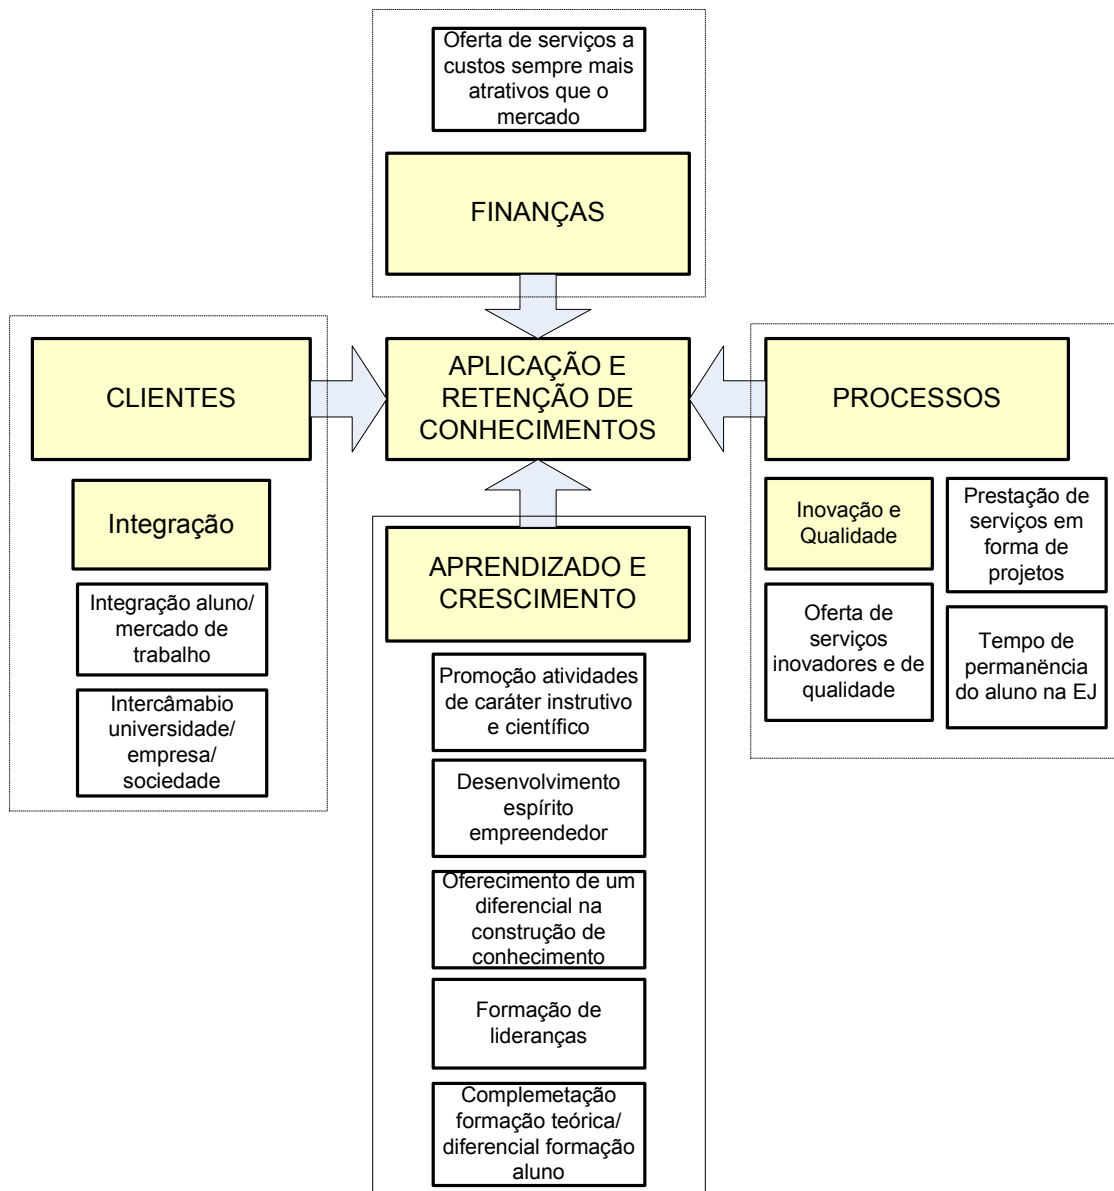 Oferta de serviços a
custos sempre mais
atrativos que o
mercado
FINANÇAS
CLIENTES
APLICAÇÃO E
RETENÇÃO DE
CONHECIMENTOS
PROCESSOS
Integração
Integração aluno/
mercado de
trabalho
Intercâmabio
universidade/
empresa/
sociedade
APRENDIZADO E
CRESCIMENTO
Promoção atividades
de caráter instrutivo
e científico
Desenvolvimento
espírito
empreendedor
Oferecimento de um
diferencial na
construção de
conhecimento
Formação de
lideranças
Complemetação
formação teórica/
diferencial formação
aluno
Inovação e
Qualidade
Prestação de
serviços em
forma de
projetos
Oferta de
serviços
inovadores e de
qualidade
Tempo de
permanëncia
do aluno na EJ